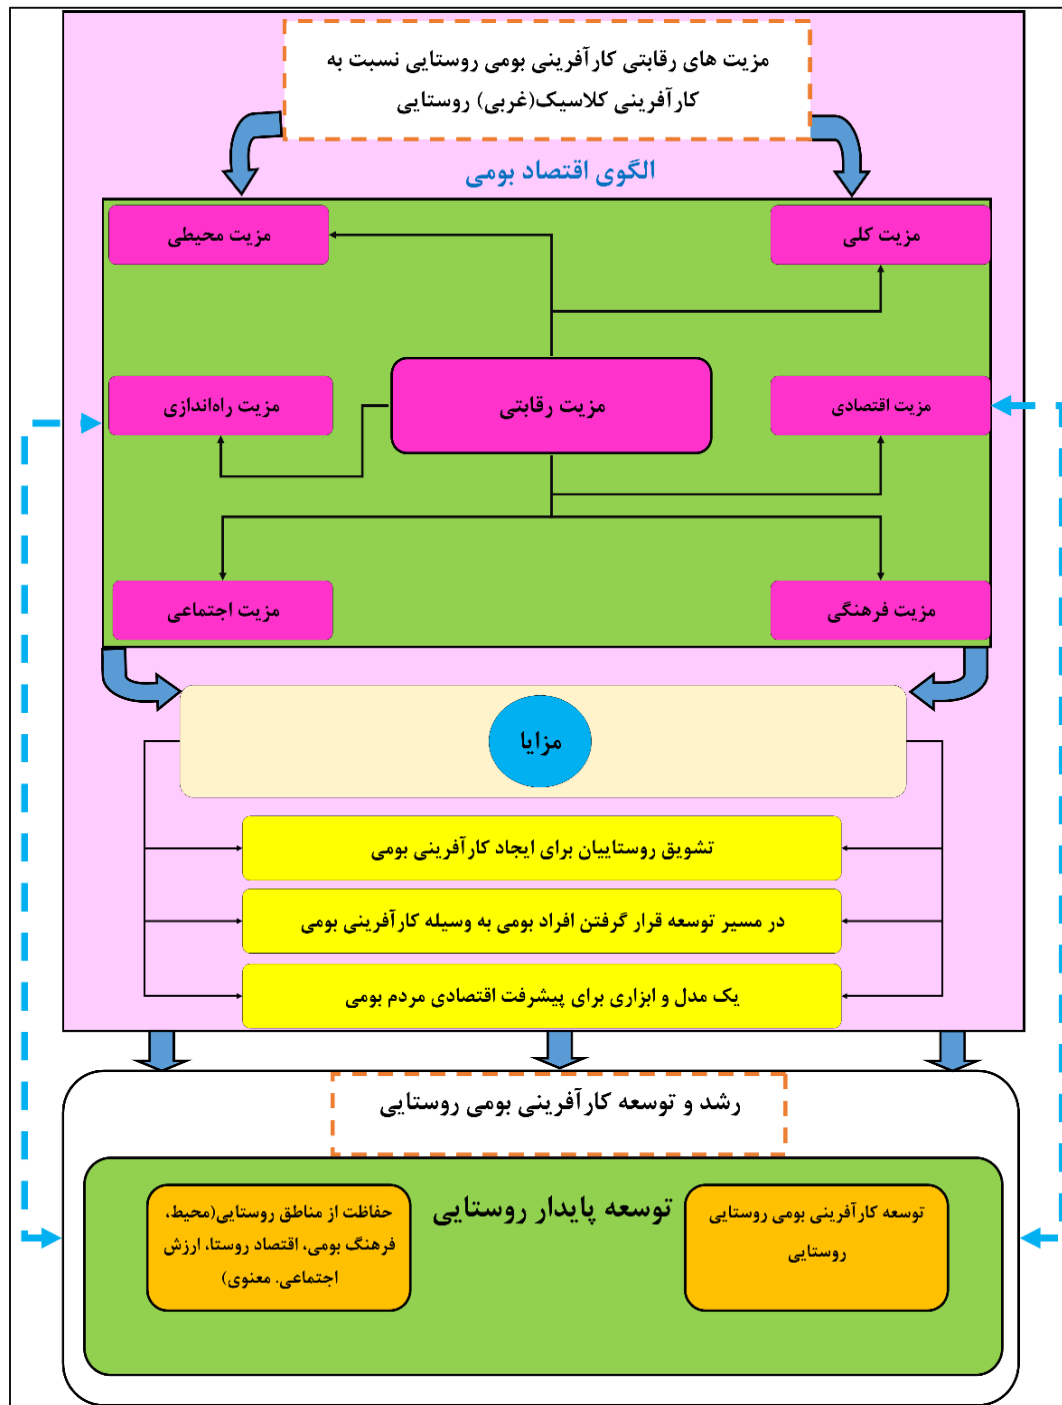 مزیت های رقابتی کارآفرینی بومی روستایی نسبت به
کارآفرینی کلاسیک(غربی) روستایی
الگوی اقتصاد بومی
مزیت کلی
مزیت محیطی
مزیت اقتصادی
مزیت رقابتی
مزیت راه‌اندازی
مزیت فرهنگی
مزیت اجتماعی
مزایا
تشویق روستاییان برای ایجاد کارآفرینی بومی
در مسیر توسعه قرار گرفتن افراد بومی به وسیله کارآفرینی بومی
یک مدل و ابزاری برای پیشرفت اقتصادی مردم بومی
رشد و توسعه کارآفرینی بومی روستایی
توسعه پایدار روستایی
توسعه کارآفرینی بومی روستایی
روستایی
حفاظت از مناطق روستایی(محیط،
فرهنگ بومی، اقتصاد روستا، ارزش
اجتماعی. معنوی)